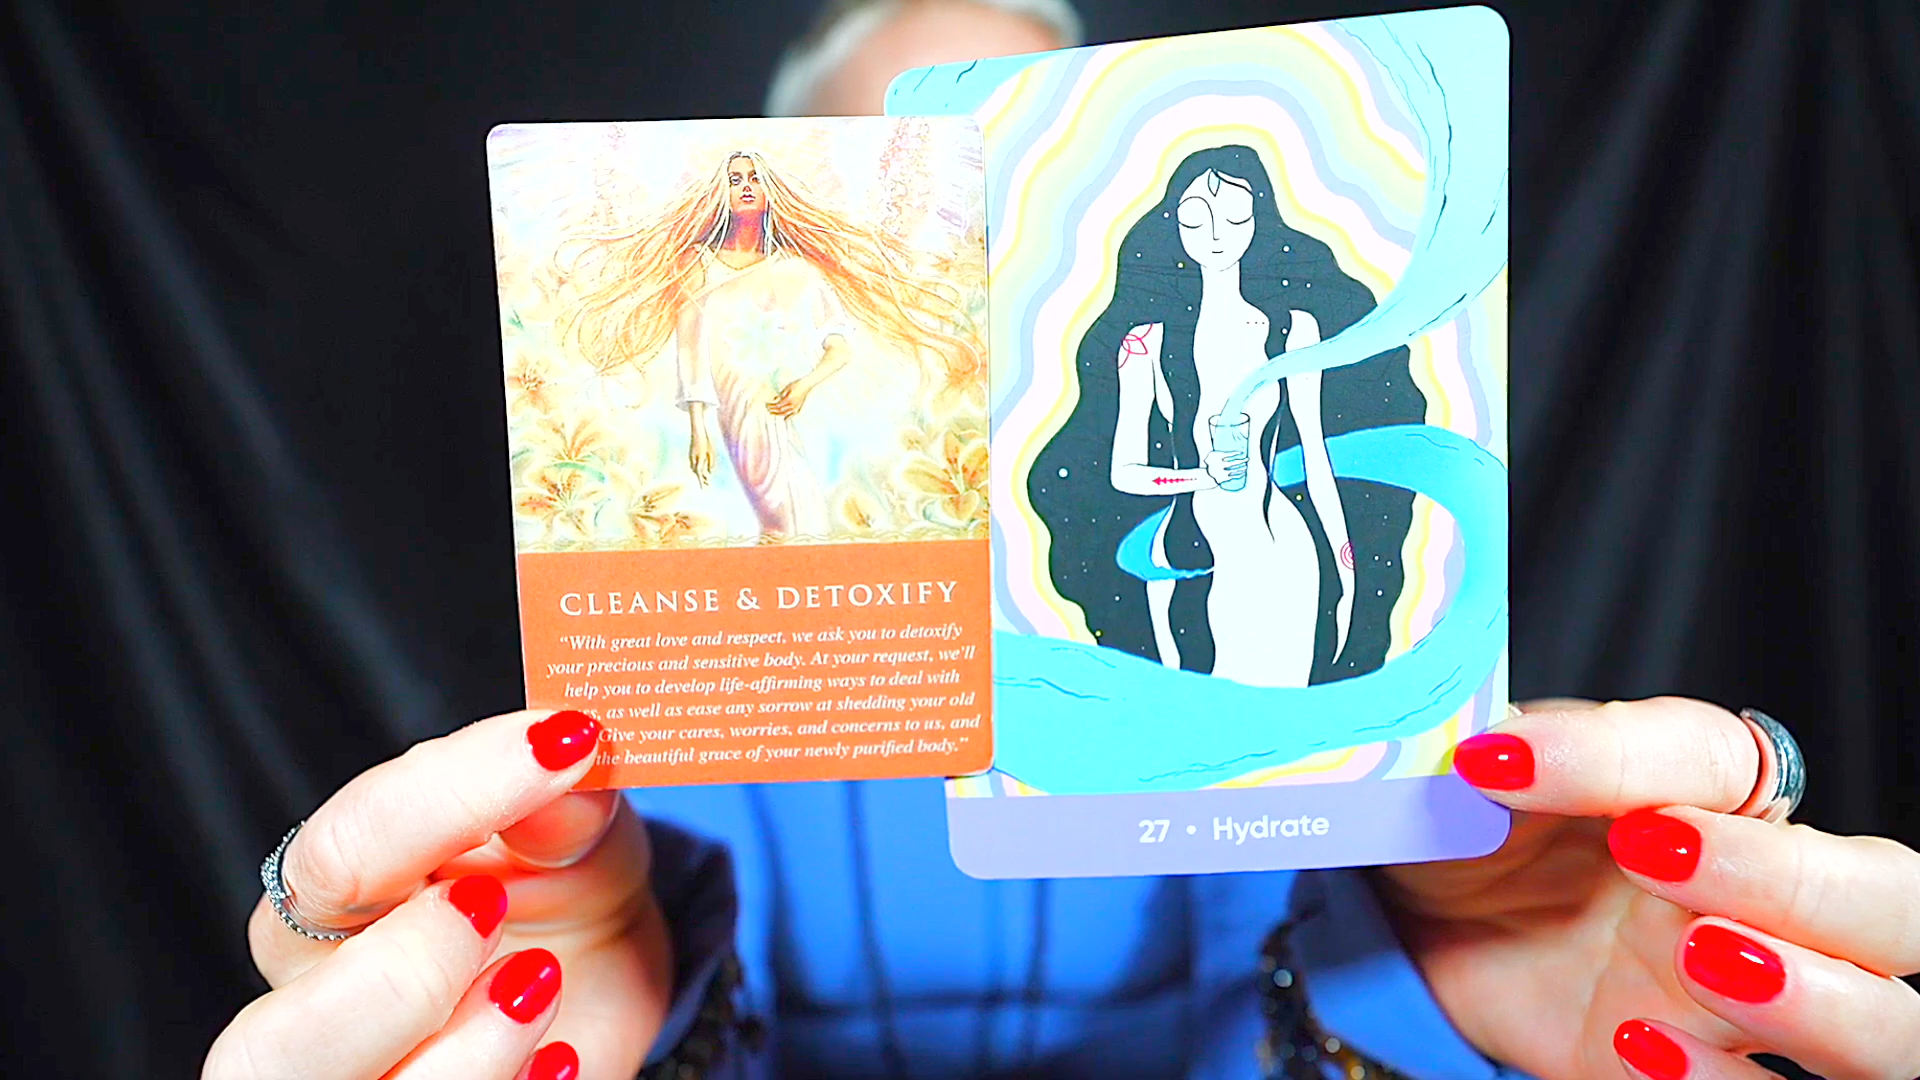 CLEANSE & DETOXIFY
“With great love and respect, we ask you to detoxify
your precious and sensitive body. At your request, we’ll
help you to develop life-affirming ways to deal with
as well as ease any sorrow at shedding your old
Give your cares, worries, and concerns to us, and
the beautiful grace of your newly purified body.”
27 • Hydrate